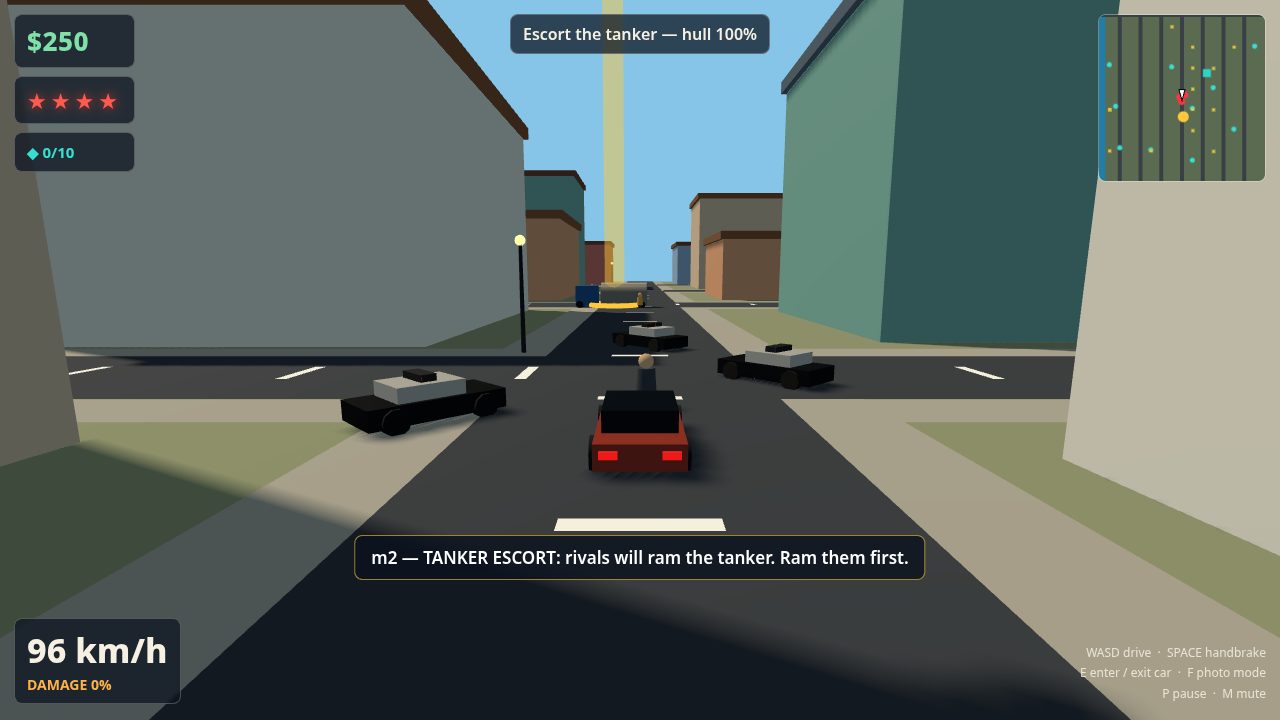 $250
★ ★ ★ ★
◆ 0/10
Escort the tanker — hull 100%
m2 — TANKER ESCORT: rivals will ram the tanker. Ram them first.
96 km/h
DAMAGE 0%
WASD drive · SPACE handbrake
E enter / exit car · F photo mode
P pause · M mute